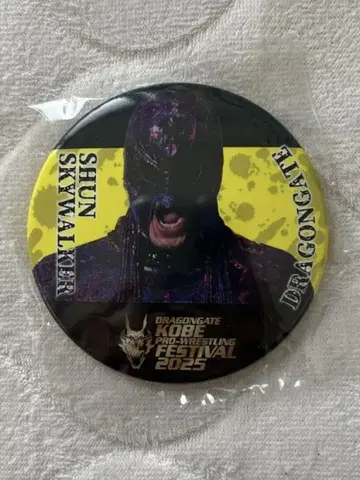 SHUN
SKYWALKER
DRAGONGATE
DRAGONGATE
KOBE
PRO-WRESTLING
FESTIVAL
2025